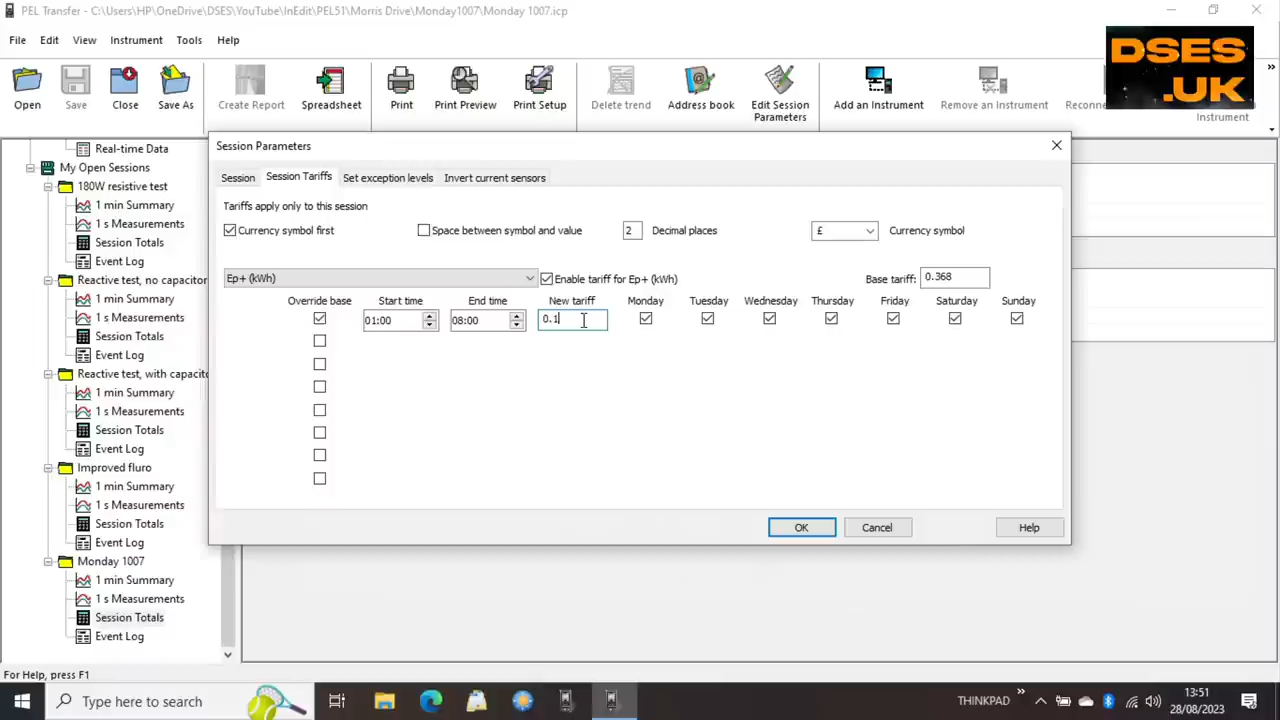 PEL Transfer - C:\Users\HP\OneDrive\DSES\YouTube\InEdit\PEL51\Morris Drive\Monday1007\Monday 1007.icp
File Edit View Instrument Tools Help
DSES
.UK
Open Save Close Save As Create Report Spreadsheet Print Print Preview Print Setup Delete trend Address book Edit Session Parameters Add an Instrument Remove an Instrument Instrument
Session Parameters
Session Session Tariffs Set exception levels Invert current sensors
Tariffs apply only to this session
Currency symbol first Space between symbol and value 2 Decimal places £ Currency symbol
Ep+ (kWh) Enable tariff for Ep+ (kWh) Base tariff: 0.368
Override base Start time End time New tariff Monday Tuesday Wednesday Thursday Friday Saturday Sunday
01:00 08:00 0.1
OK Cancel Help
Real-time Data
My Open Sessions
180W resistive test
1 min Summary
1 s Measurements
Session Totals
Event Log
Reactive test, no capacitor
1 min Summary
1 s Measurements
Session Totals
Event Log
Reactive test, with capacito
1 min Summary
1 s Measurements
Session Totals
Event Log
Improved fluro
1 min Summary
1 s Measurements
Session Totals
Event Log
Monday 1007
1 min Summary
1 s Measurements
Session Totals
Event Log
For Help, press F1
Type here to search
THINKPAD
13:51
28/08/2023